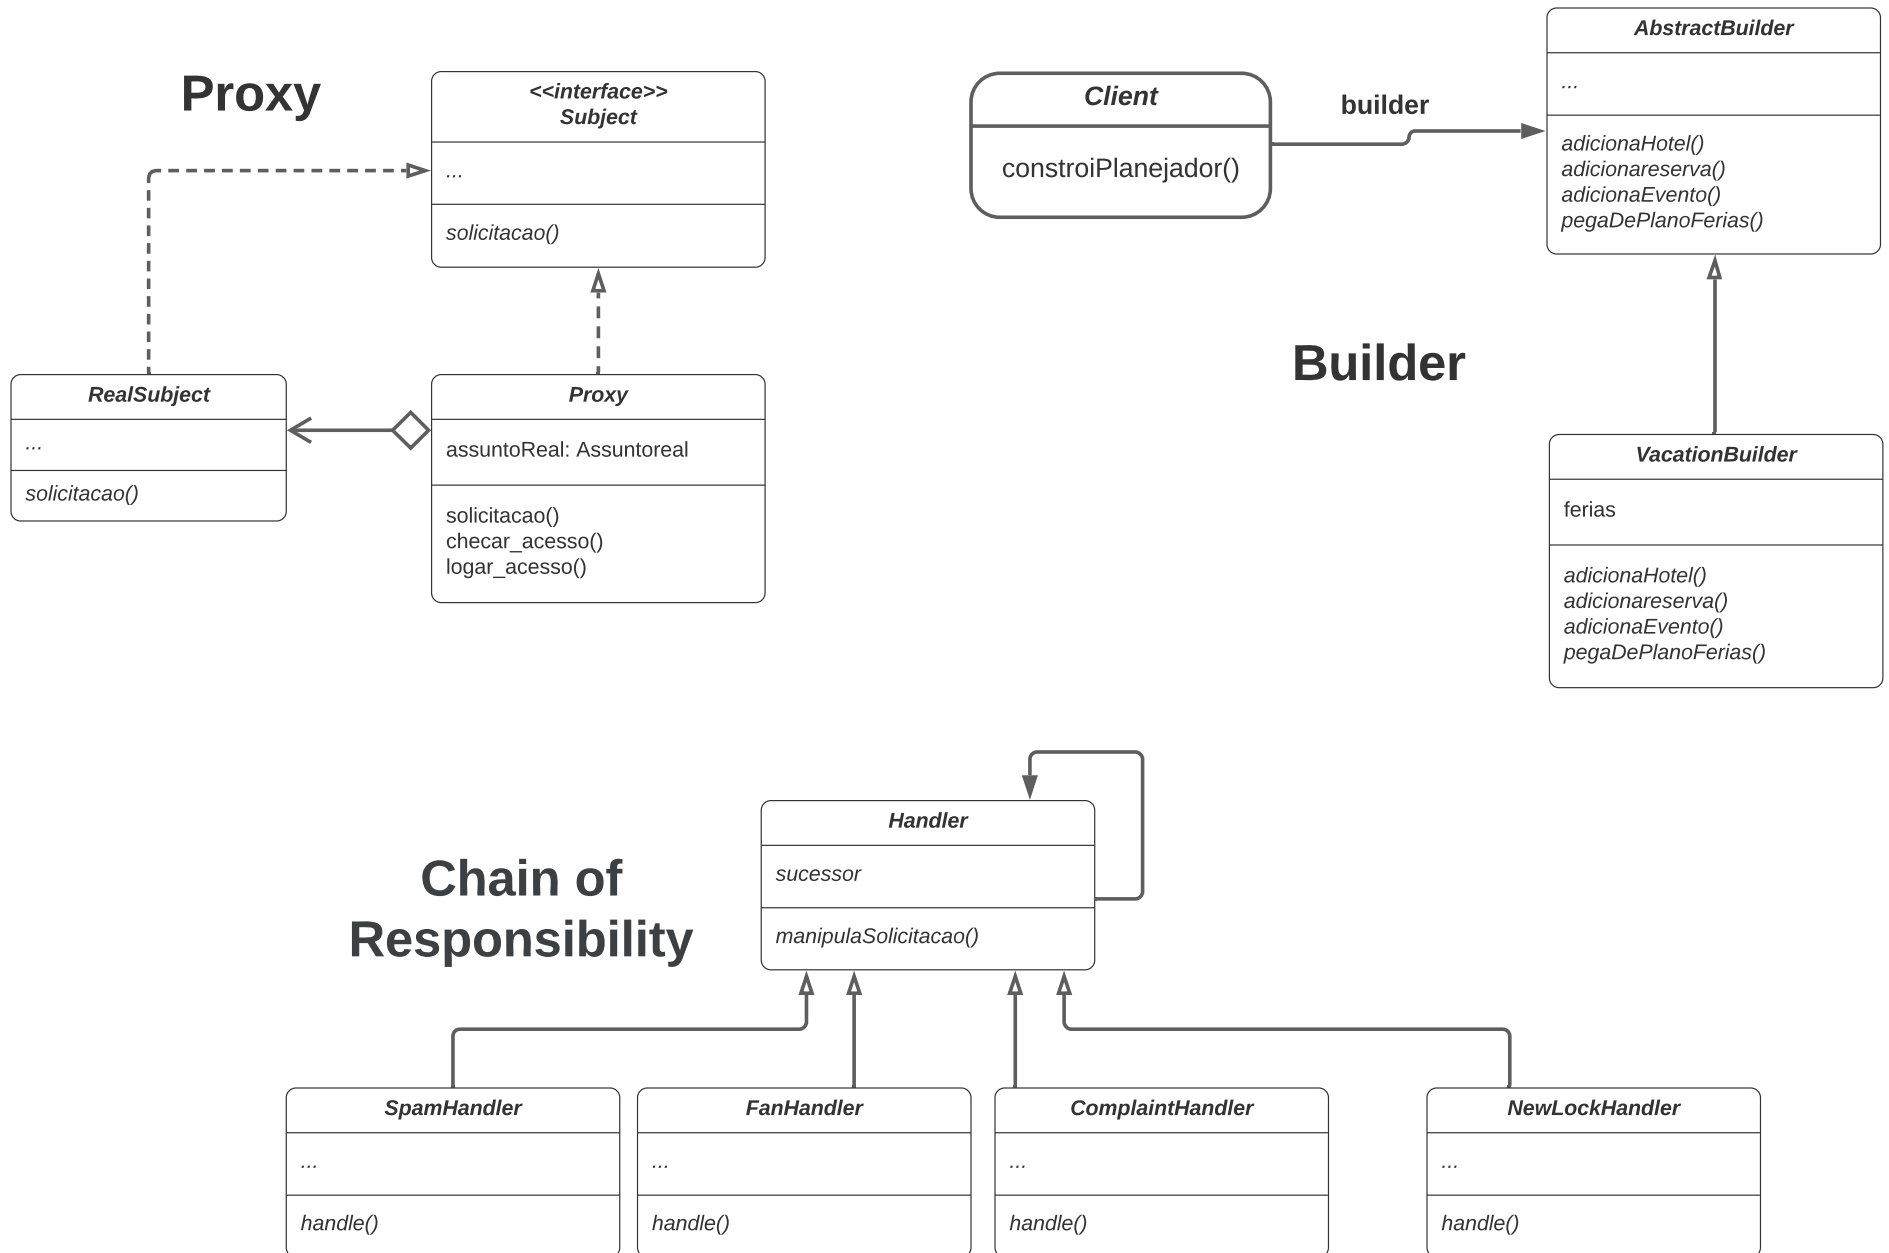 Proxy
<<interface>>
Subject
...
solicitacao()
RealSubject
...
solicitacao()
Proxy
assuntoReal: Assuntoreal
solicitacao()
checar_acesso()
logar_acesso()
Client
constroiPlanejador()
builder
AbstractBuilder
...
adicionaHotel()
adicionareserva()
adicionaEvento()
pegaDePlanoFerias()
Builder
VacationBuilder
ferias
adicionaHotel()
adicionareserva()
adicionaEvento()
pegaDePlanoFerias()
Chain of
Responsibility
Handler
sucessor
manipulaSolicitacao()
SpamHandler
...
handle()
FanHandler
...
handle()
ComplaintHandler
...
handle()
NewLockHandler
...
handle()